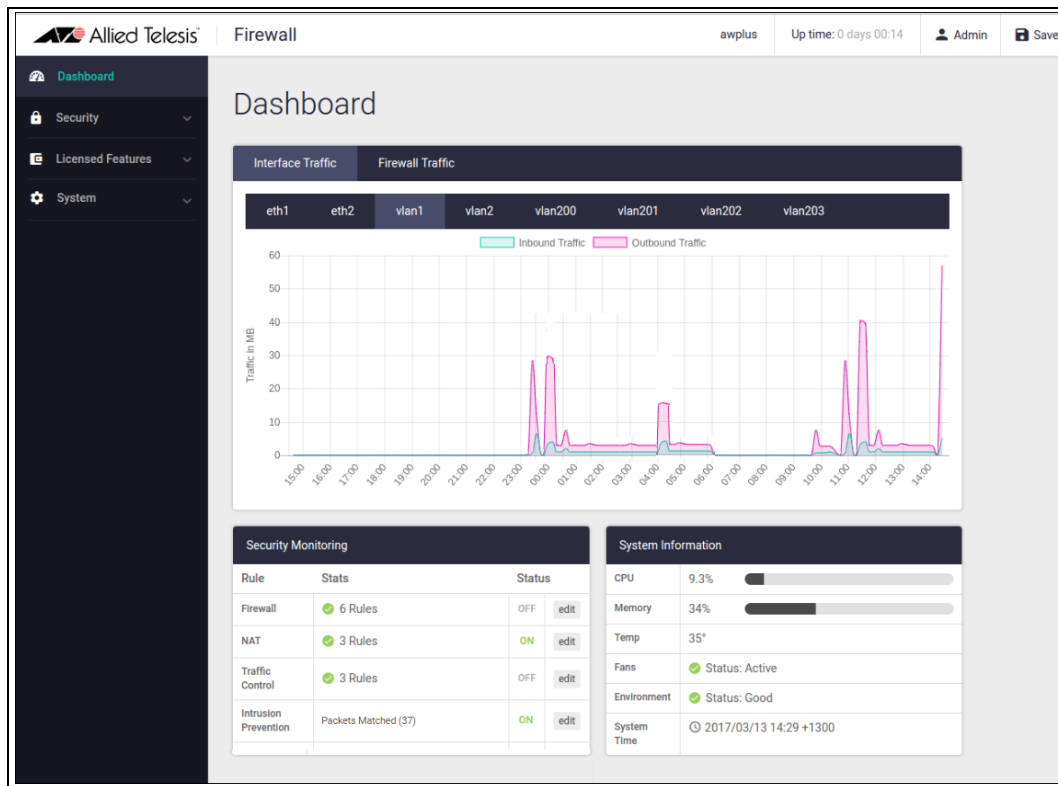 Allied Telesis
Firewall
awplus
Up time: 0 days 00:14
Admin
Save
Dashboard
Security
Licensed Features
System
Dashboard
Interface Traffic Firewall Traffic
eth1 eth2 vlan1 vlan2 vlan200 vlan201 vlan202 vlan203
Inbound Traffic Outbound Traffic
Traffic in MB
60
50
40
30
20
10
0
15:00 16:00 17:00 18:00 19:00 20:00 21:00 22:00 23:00 00:00 01:00 02:00 03:00 04:00 05:00 06:00 07:00 08:00 09:00 10:00 11:00 12:00 13:00 14:00
Security Monitoring
Rule Stats Status
Firewall 6 Rules OFF edit
NAT 3 Rules ON edit
Traffic Control 3 Rules OFF edit
Intrusion Prevention Packets Matched (37) ON edit
System Information
CPU 9.3%
Memory 34%
Temp 35°
Fans Status: Active
Environment Status: Good
System Time 2017/03/13 14:29 +1300